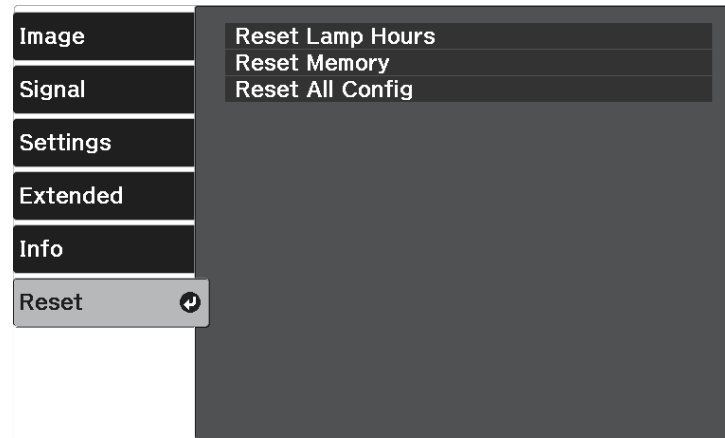 Image
Signal
Settings
Extended
Info
Reset
Reset Lamp Hours
Reset Memory
Reset All Config